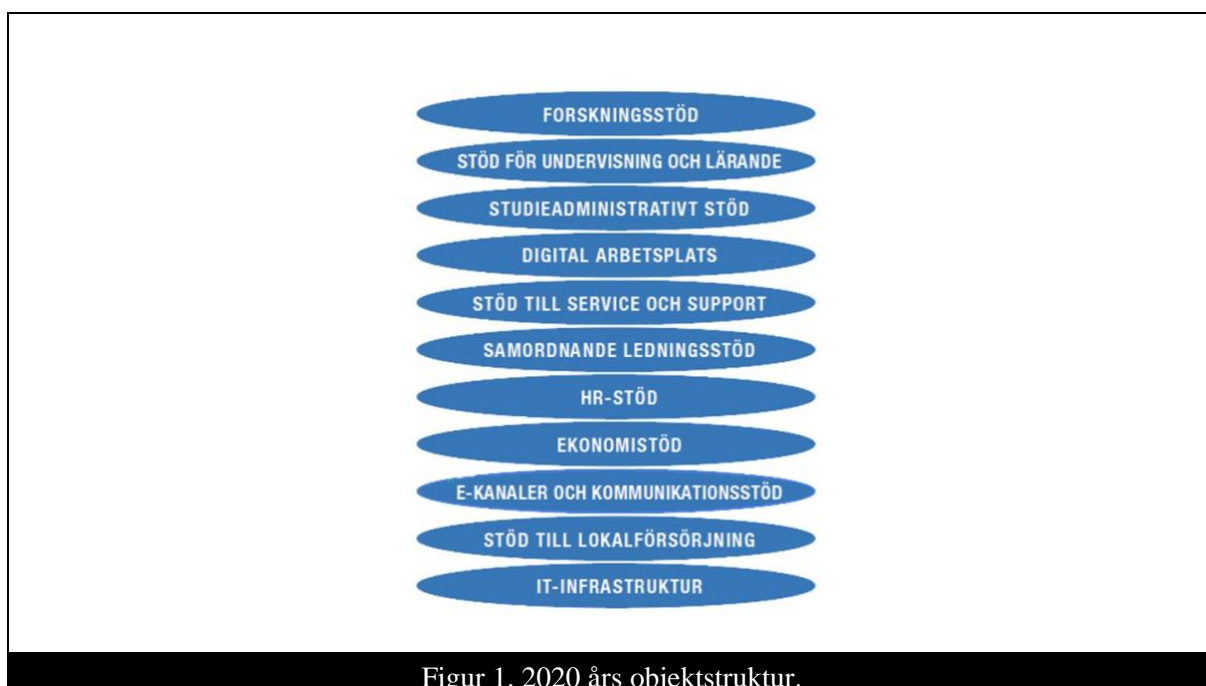 FORSKNINGSSTÖD
STÖD FÖR UNDERVISNING OCH LÄRANDE
STUDIEADMINISTRATIVT STÖD
DIGITAL ARBETSPLATS
STÖD TILL SERVICE OCH SUPPORT
SAMORDNANDE LEDNINGSSTÖD
HR-STÖD
EKONOMISTÖD
E-KANALER OCH KOMMUNIKATIONSSTÖD
STÖD TILL LOKALFÖRSÖRJNING
IT-INFRASTRUKTUR
Figur 1. 2020 års objektstruktur.